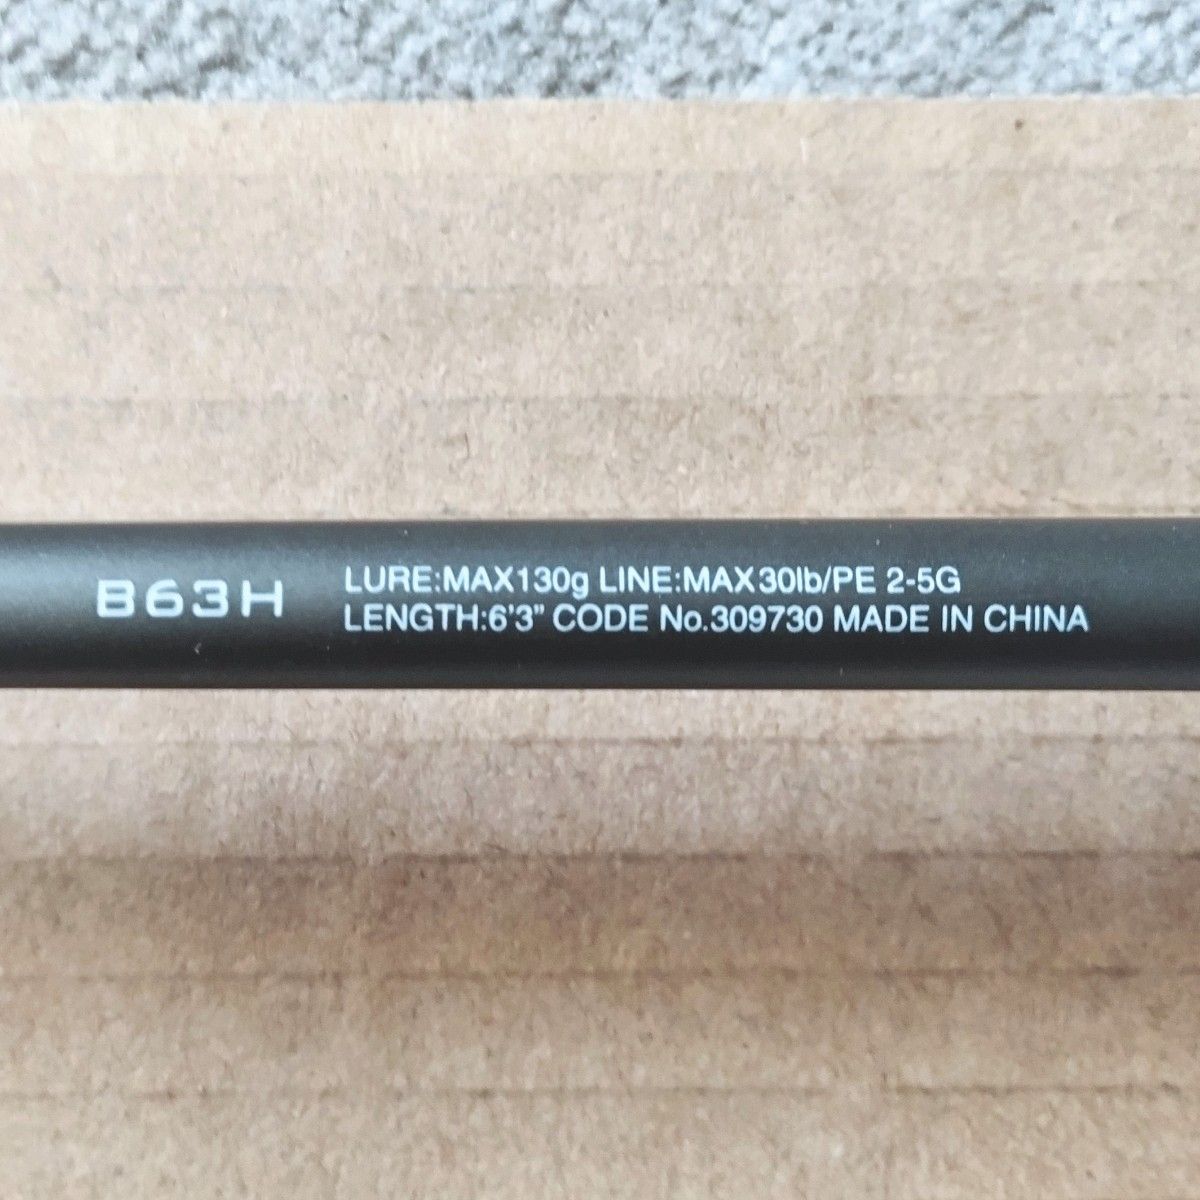 B63H
LURE:MAX130g LINE:MAX30lb/PE 2-5G
LENGTH:6'3" CODE No.309730 MADE IN CHINA